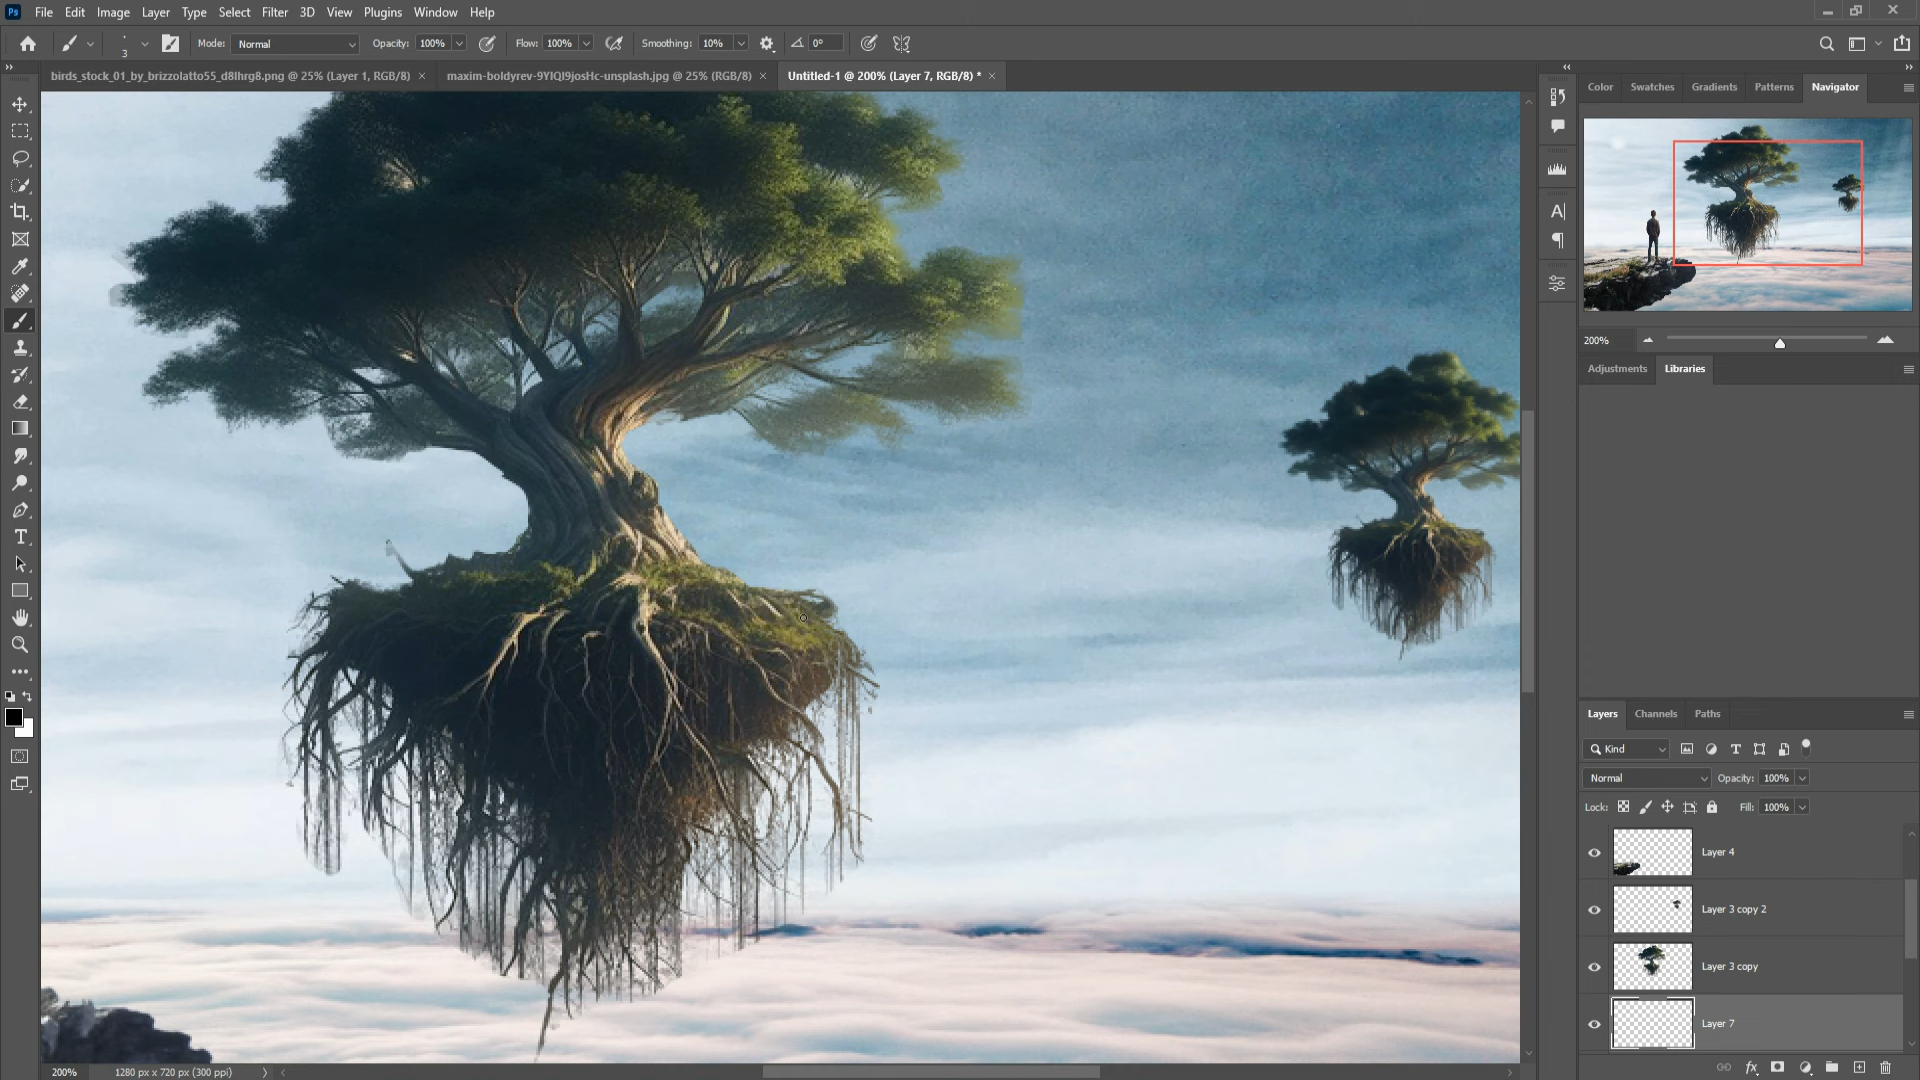 Ps File Edit Image Layer Type Select Filter 3D View Plugins Window Help
3 Mode: Normal Opacity: 100% Flow: 100% Smoothing: 10% 0°
birds_stock_01_by_brizzolatto55_d8lhrg8.png @ 25% (Layer 1, RGB/8) × maxim-boldyrev-9YIQI9josHc-unsplash.jpg @ 25% (RGB/8) × Untitled-1 @ 200% (Layer 7, RGB/8) * ×
Color Swatches Gradients Patterns Navigator
200%
Adjustments Libraries
Layers Channels Paths
Kind
Normal Opacity: 100%
Lock: Fill: 100%
Layer 4
Layer 3 copy 2
Layer 3 copy
Layer 7
200% 1280 px x 720 px (300 ppi)